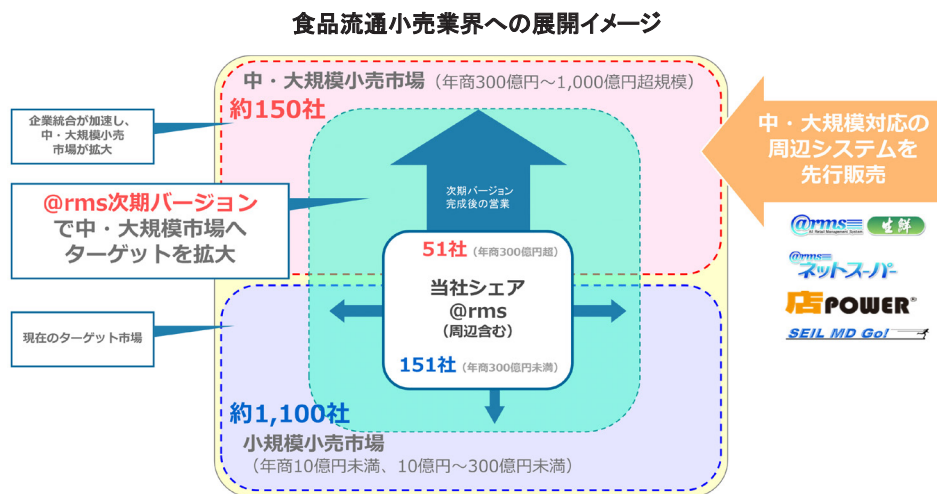 食品流通小売業界への展開イメージ
中・大規模小売市場（年商300億円～1,000億円超規模）
約150社
企業統合が加速し、
中・大規模小売
市場が拡大
@rms次期バージョン
で中・大規模市場へ
ターゲットを拡大
現在のターゲット市場
次期バージョン
完成後の営業
51社（年商300億円超）
当社シェア
@rms
（周辺含む）
151社（年商300億円未満）
約1,100社
小規模小売市場
（年商10億円未満、10億円～300億円未満）
中・大規模対応の
周辺システムを
先行販売
@rms 生鮮
@rms
ネットスーパー
店POWER®
SEIL MD Go!